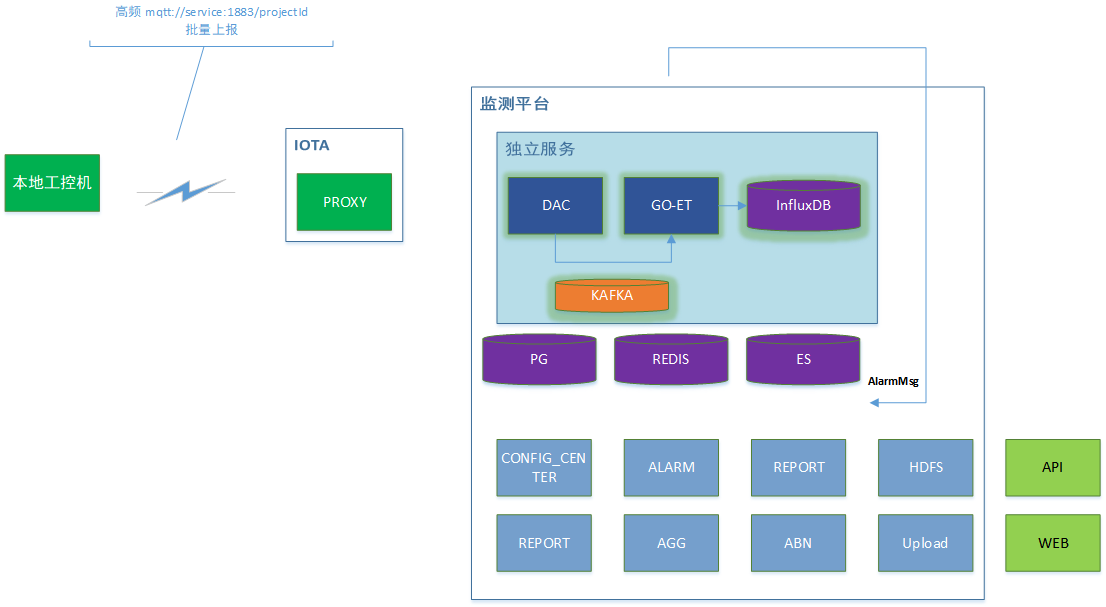 高频 mqtt://service:1883/projectId
批量上报
监测平台
独立服务
IOTA
本地工控机
PROXY
DAC
GO-ET
InfluxDB
KAFKA
PG
REDIS
ES
AlarmMsg
CONFIG_CEN
TER
ALARM
REPORT
HDFS
API
REPORT
AGG
ABN
Upload
WEB